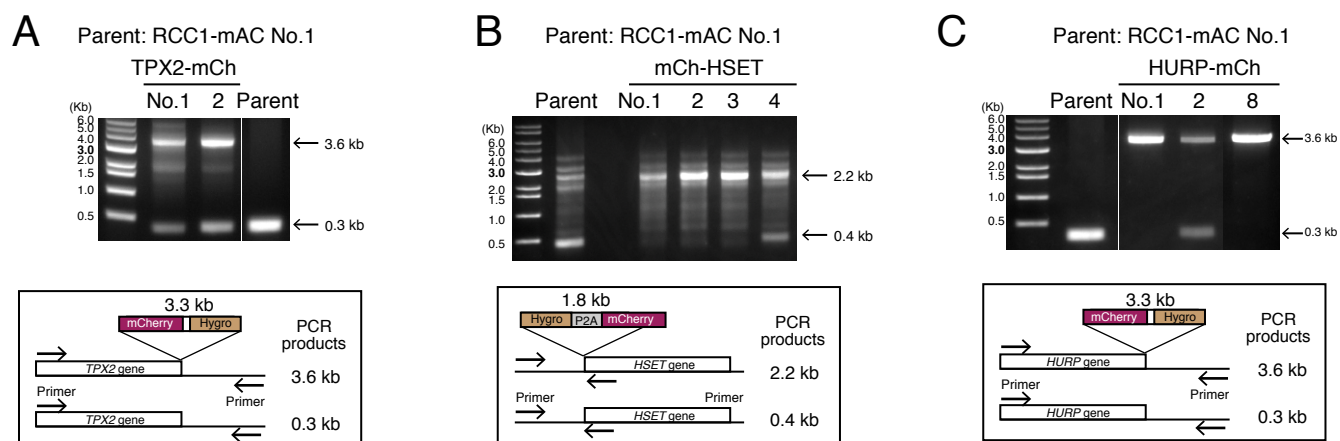 A
Parent: RCC1-mAC No.1
TPX2-mCh
No.1 2 Parent
(Kb)
6.0
5.0
4.0
3.0
2.0
1.5
1.0
0.5
3.6 kb
0.3 kb
3.3 kb
mCherry Hygro
PCR
products
TPX2 gene
3.6 kb
Primer Primer
TPX2 gene
0.3 kb
B
Parent: RCC1-mAC No.1
mCh-HSET
Parent No.1 2 3 4
(Kb)
6.0
5.0
4.0
3.0
2.0
1.5
1.0
0.5
2.2 kb
0.4 kb
1.8 kb
Hygro P2A mCherry
PCR
products
HSET gene
2.2 kb
Primer Primer
HSET gene
0.4 kb
C
Parent: RCC1-mAC No.1
HURP-mCh
Parent No.1 2 8
(Kb)
6.0
5.0
4.0
3.0
2.0
1.5
1.0
0.5
3.6 kb
0.3 kb
3.3 kb
mCherry Hygro
PCR
products
HURP gene
3.6 kb
Primer Primer
HURP gene
0.3 kb